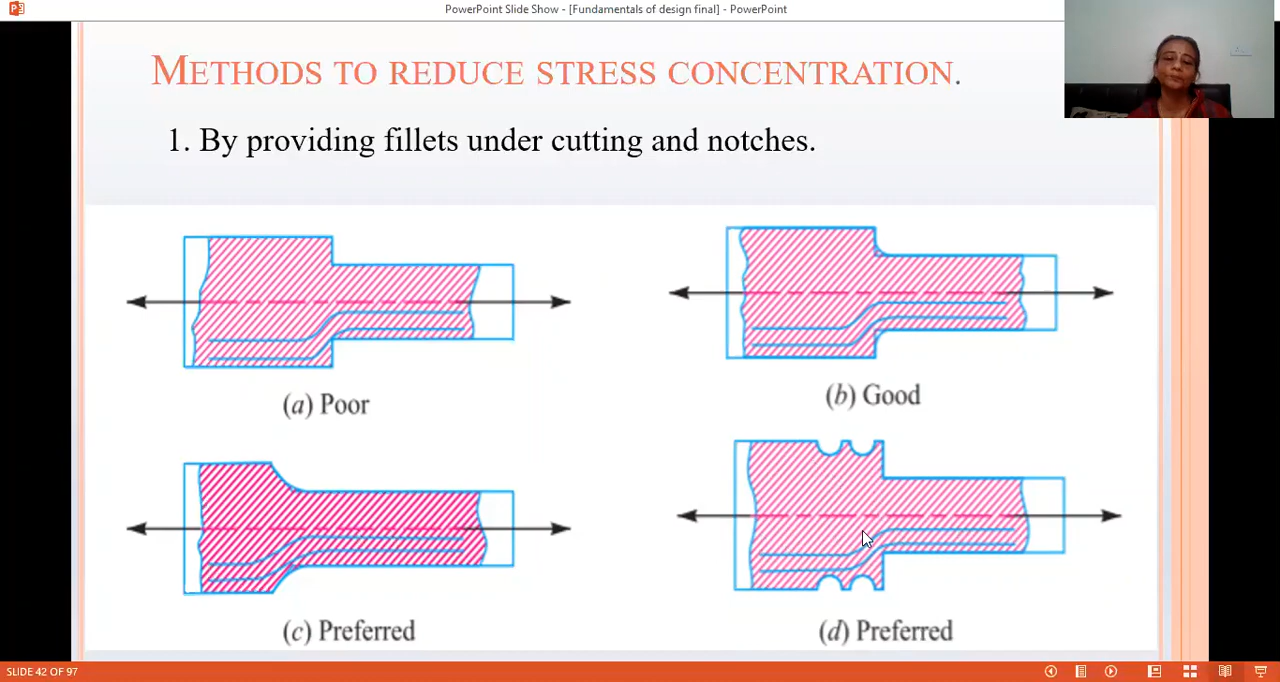 PowerPoint Slide Show - [Fundamentals of design final] - PowerPoint
METHODS TO REDUCE STRESS CONCENTRATION.
1. By providing fillets under cutting and notches.
(a) Poor
(b) Good
(c) Preferred
(d) Preferred
SLIDE 42 OF 97